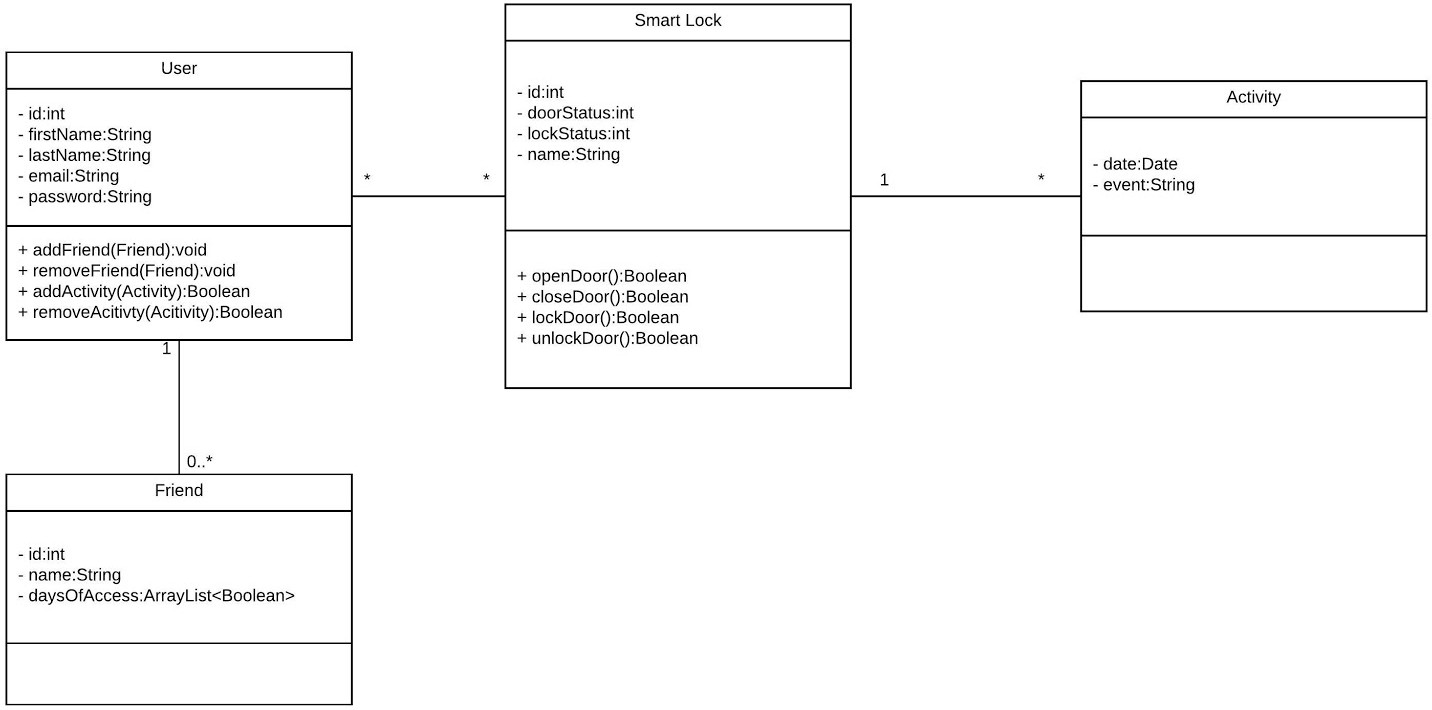 User
- id:int
- firstName:String
- lastName:String
- email:String
- password:String
+ addFriend(Friend):void
+ removeFriend(Friend):void
+ addActivity(Activity):Boolean
+ removeAcitivty(Acitivity):Boolean
* *
Smart Lock
- id:int
- doorStatus:int
- lockStatus:int
- name:String
+ openDoor():Boolean
+ closeDoor():Boolean
+ lockDoor():Boolean
+ unlockDoor():Boolean
1 *
Activity
- date:Date
- event:String
1
0..*
Friend
- id:int
- name:String
- daysOfAccess:ArrayList<Boolean>